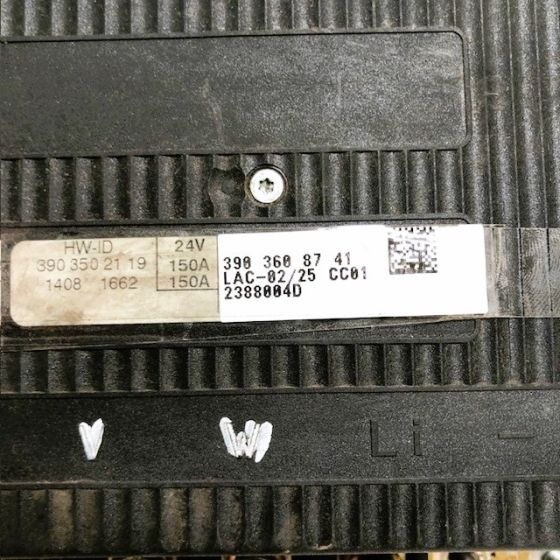 HW-ID 24V
390 350 21 19 150A
1408 1662 150A
390 360 87 41
LAC-02/25 CC01
2388004D
V W Li -